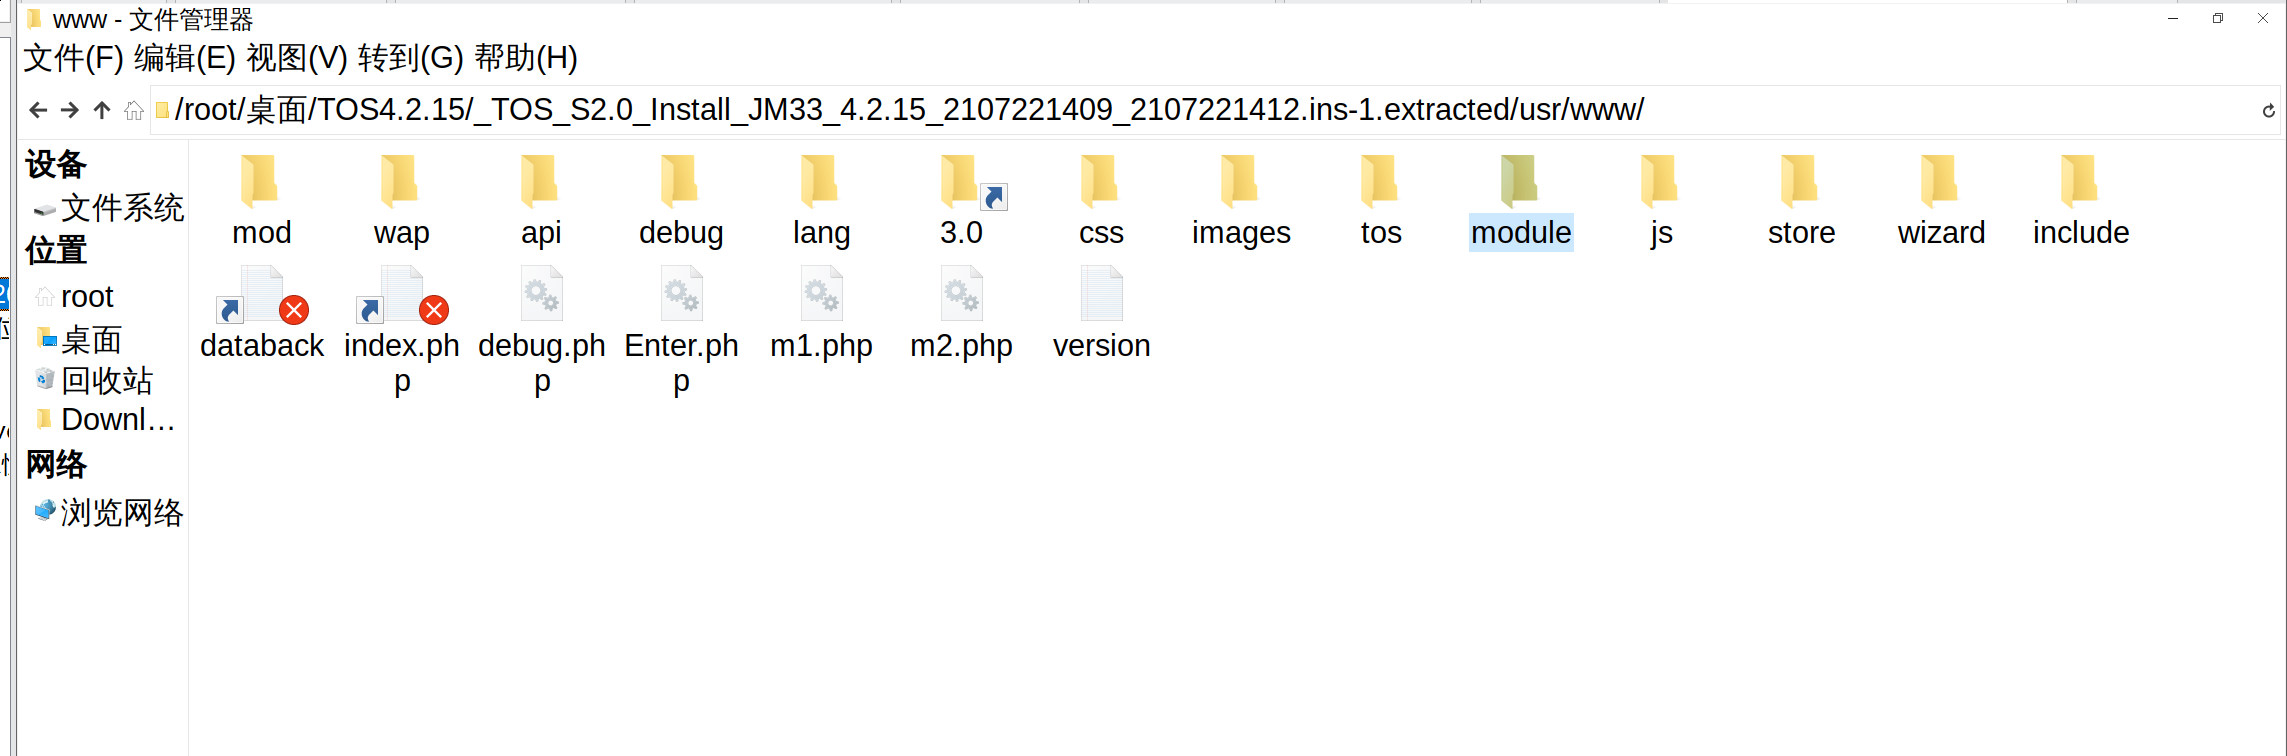 www - 文件管理器
文件(F) 编辑(E) 视图(V) 转到(G) 帮助(H)
/root/桌面/TOS4.2.15/_TOS_S2.0_Install_JM33_4.2.15_2107221409_2107221412.ins-1.extracted/usr/www/
设备
文件系统
位置
root
桌面
回收站
Downl…
网络
浏览网络
mod wap api debug lang 3.0 css images tos module js store wizard include
databack index.ph debug.ph Enter.ph m1.php m2.php version
p p p